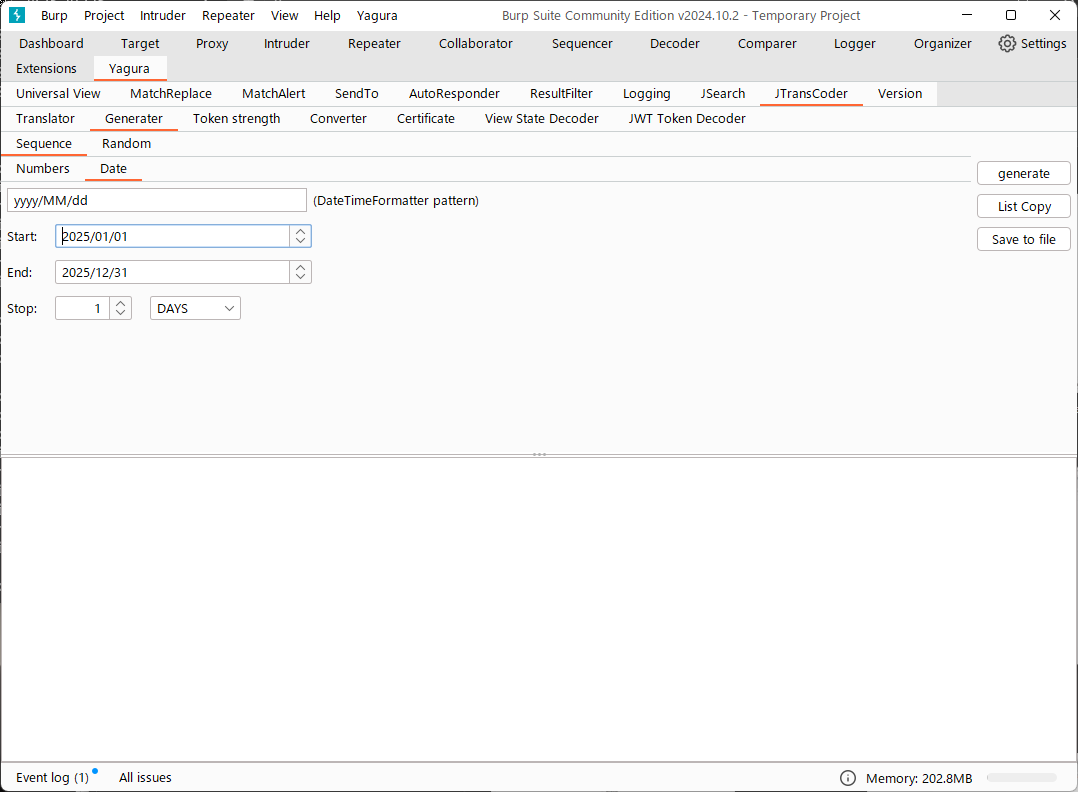 Burp Project Intruder Repeater View Help Yagura Burp Suite Community Edition v2024.10.2 - Temporary Project
Dashboard Target Proxy Intruder Repeater Collaborator Sequencer Decoder Comparer Logger Organizer Settings
Extensions Yagura
Universal View MatchReplace MatchAlert SendTo AutoResponder ResultFilter Logging JSearch JTransCoder Version
Translator Generater Token strength Converter Certificate View State Decoder JWT Token Decoder
Sequence Random
Numbers Date
generate
yyyy/MM/dd (DateTimeFormatter pattern)
List Copy
Start: 2025/01/01
Save to file
End: 2025/12/31
Stop: 1 DAYS
Event log (1) All issues Memory: 202.8MB